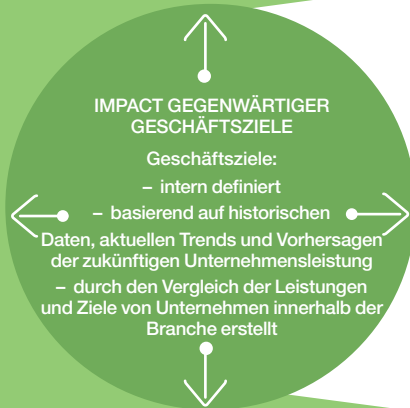 IMPACT GEGENWÄRTIGER
GESCHÄFTSZIELE
Geschäftsziele:
– intern definiert
– basierend auf historischen
Daten, aktuellen Trends und Vorhersagen
der zukünftigen Unternehmensleistung
– durch den Vergleich der Leistungen
und Ziele von Unternehmen innerhalb der
Branche erstellt